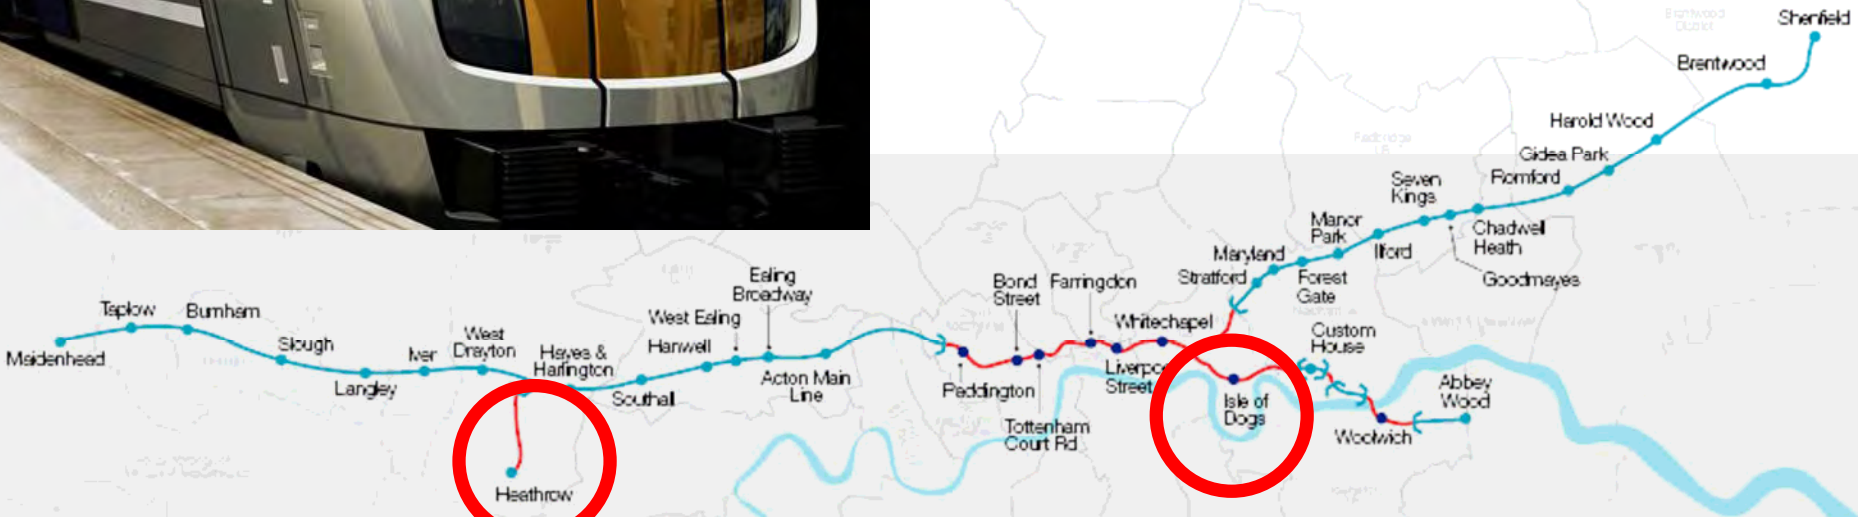 Shenfield
Brentwood
Harold Wood
Gidea Park
Romford
Seven
Kings
Chadwell
Heath
Goodmayes
Manor
Park
Ilford
Maryland
Stratford
Forest
Gate
Custom
House
Abbey
Wood
Woolwich
Isle of
Dogs
Whitechapel
Street
Farringdon
Bond
Street
Tottenham
Court Rd
Paddington
Ealing
Broadway
West Ealing
Hanwell
Acton Main
Line
Southall
Hayes &
Harlington
Heathrow
West
Drayton
Iver
Langley
Slough
Burnham
Taplow
Maidenhead